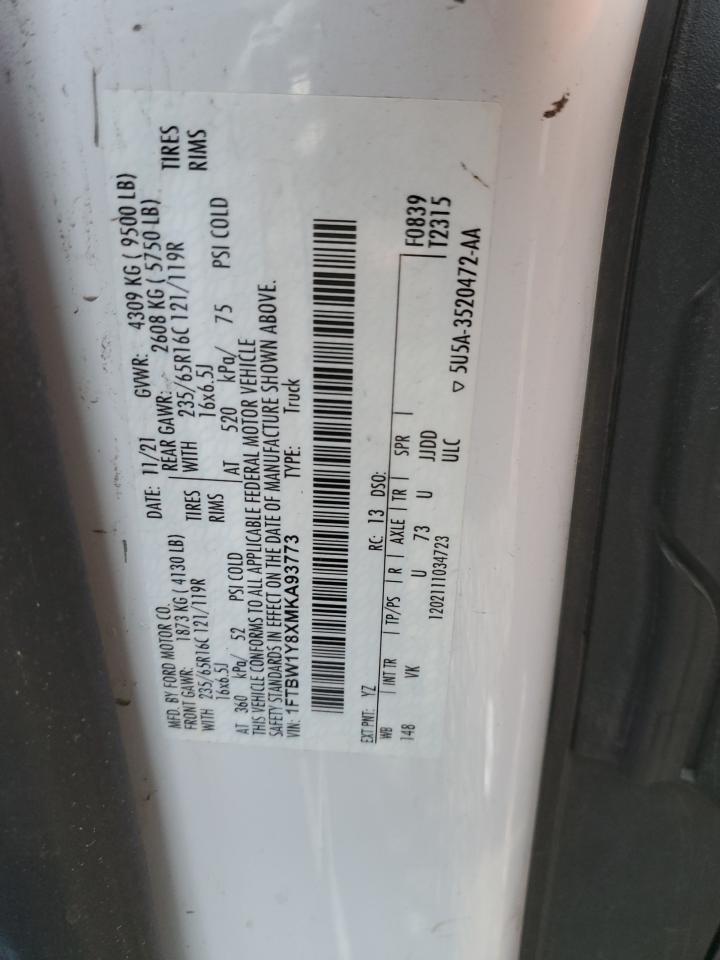 MFD. BY FORD MOTOR CO.
DATE: 11/21 GVWR: 4309 KG ( 9500 LB)
FRONT GAWR: 1873 KG (4130 LB) REAR GAWR: 2608 KG ( 5750 LB)
WITH 235/65R16C 121/119R TIRES WITH 235/65R16C 121/119R TIRES
16x6.5J RIMS 16x6.5J RIMS
AT 360 kPa/ 52 PSI COLD AT 520 kPa/ 75 PSI COLD
THIS VEHICLE CONFORMS TO ALL APPLICABLE FEDERAL MOTOR VEHICLE
SAFETY STANDARDS IN EFFECT ON THE DATE OF MANUFACTURE SHOWN ABOVE.
VIN: 1FTBW1Y8XMKA93773 TYPE: Truck
EXT PNT: YZ RC: 13 DSO:
WB INT TR TP/PS R AXLE TR SPR F0839
148 VK U 73 U JJDD T2315
1202111034723 ULC
▽ 5U5A-3520472-AA